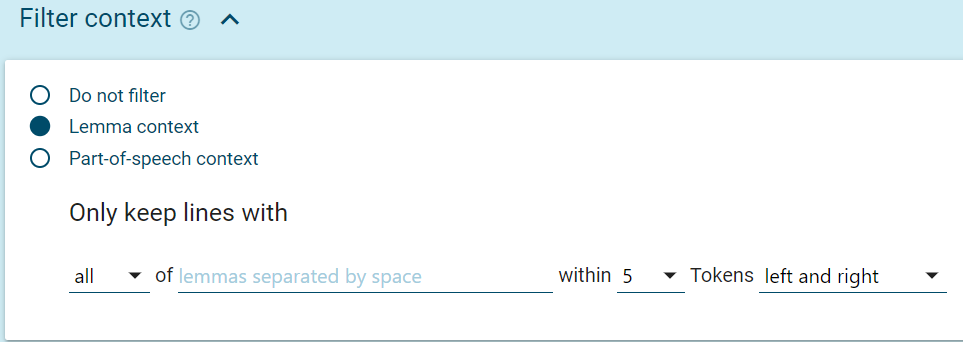 Filter context ?
Do not filter
Lemma context
Part-of-speech context
Only keep lines with
all of lemmas separated by space within 5 Tokens left and right